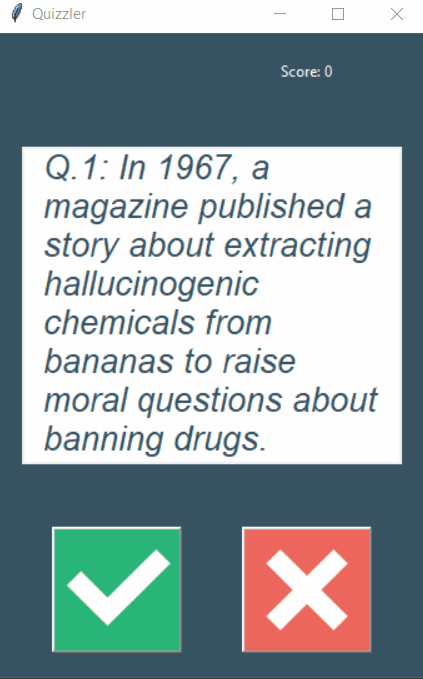 Quizzler
Score: 0
Q.1: In 1967, a
magazine published a
story about extracting
hallucinogenic
chemicals from
bananas to raise
moral questions about
banning drugs.